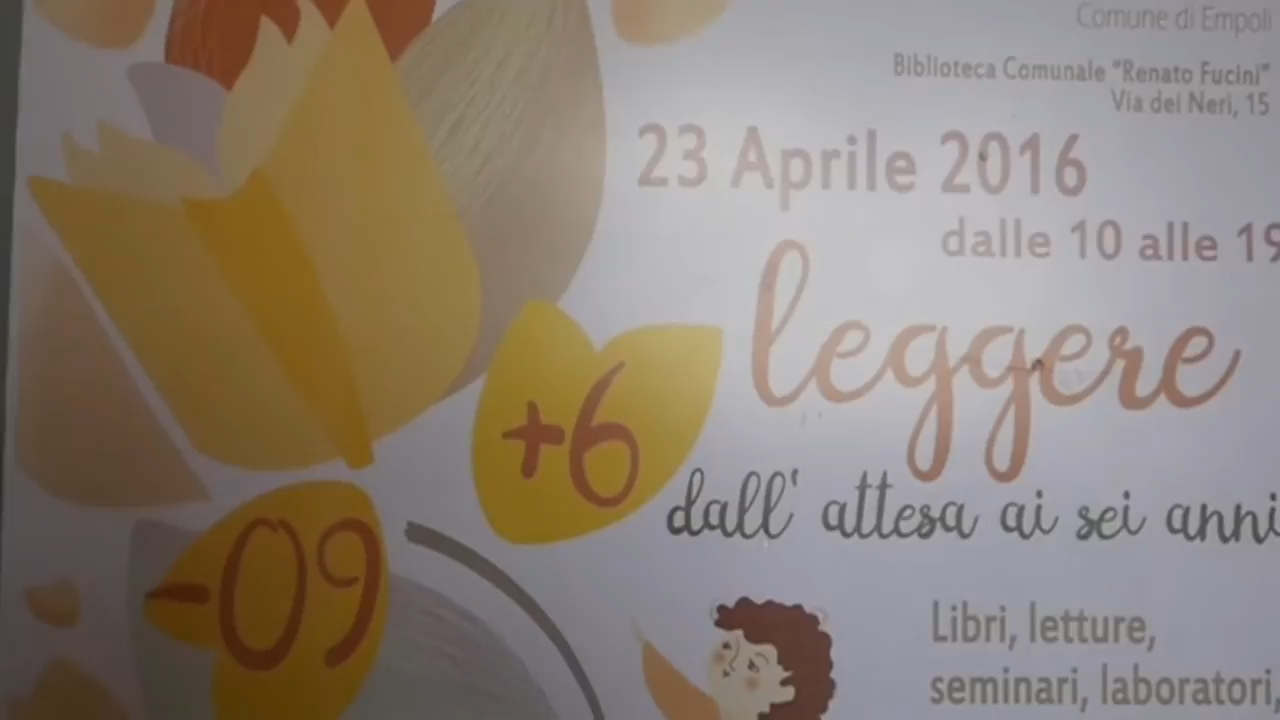 Comune di Empoli
Biblioteca Comunale "Renato Fucini"
Via dei Neri, 15
23 Aprile 2016
dalle 10 alle 19
leggere
+6
dall' attesa ai sei anni
-09
Libri, letture,
seminari, laboratori,